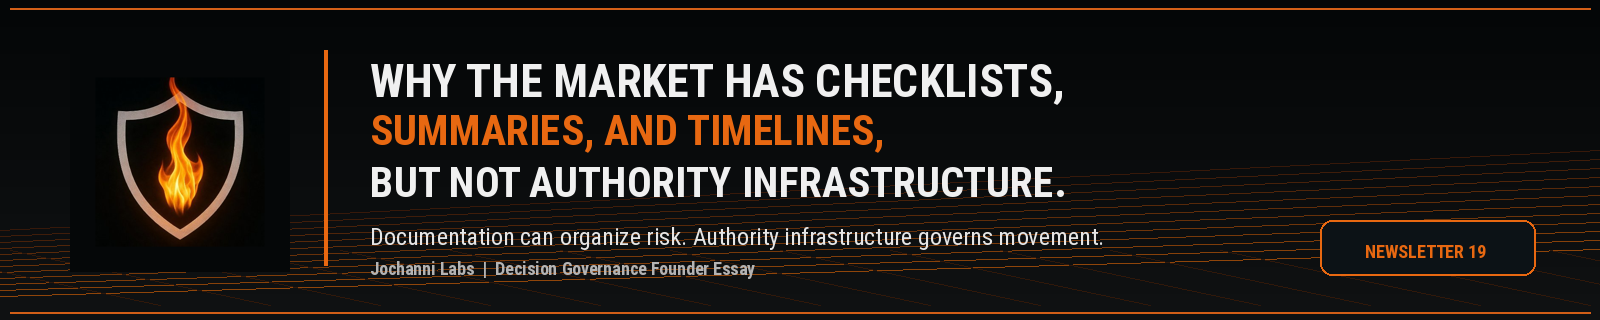 WHY THE MARKET HAS CHECKLISTS,
SUMMARIES, AND TIMELINES,
BUT NOT AUTHORITY INFRASTRUCTURE.
Documentation can organize risk. Authority infrastructure governs movement.
Jochanni Labs | Decision Governance Founder Essay
NEWSLETTER 19